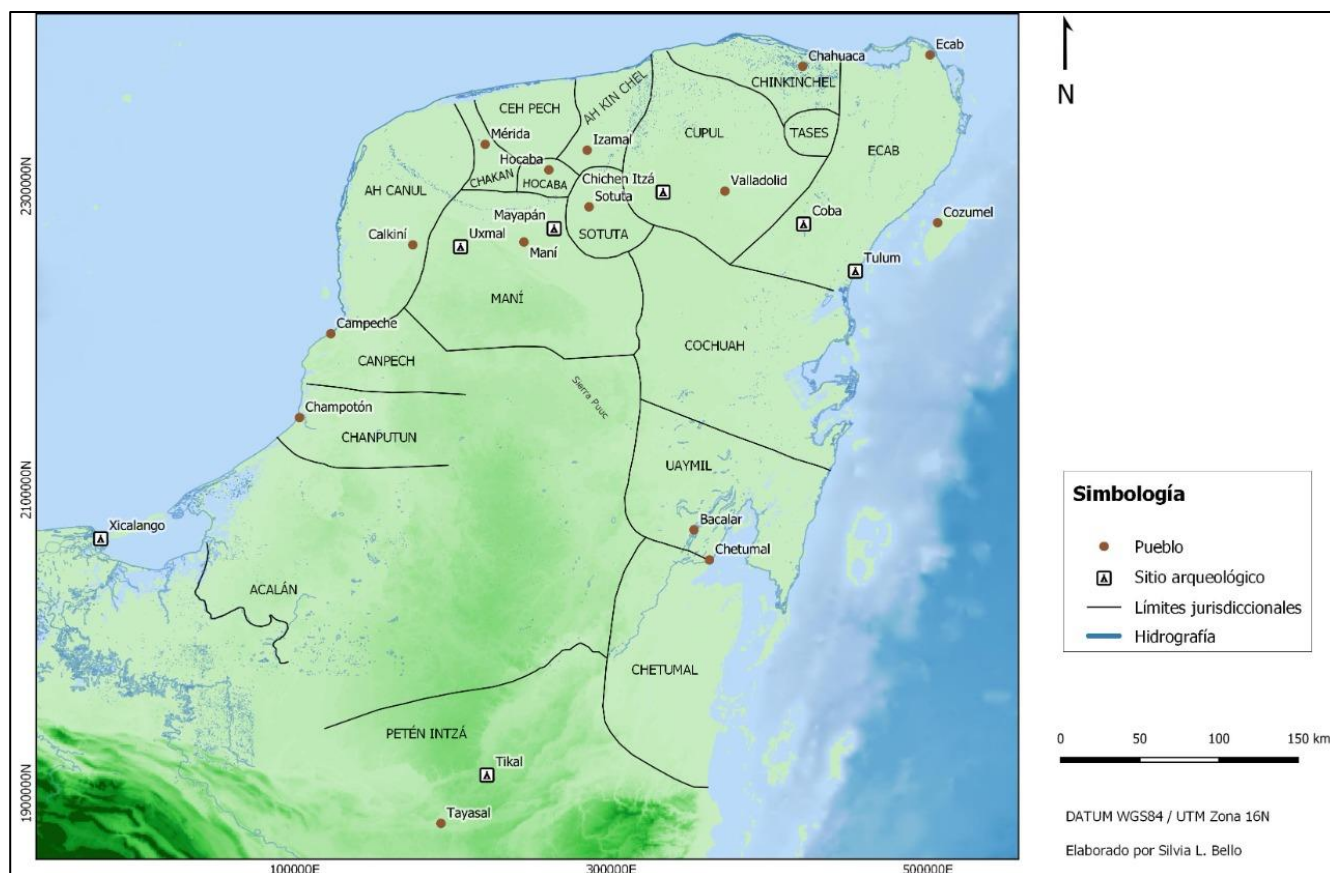 Ecab
Chahuaca
CHINKINCHEL
AH KIN CHEL
CEH PECH
N
Mérida
Izamal
CUPUL
TASES
ECAB
Hocaba
CHAKAN
HOCABA
Chichen Itzá
Valladolid
AH CANUL
Sotuta
Coba
Cozumel
Mayapán
Calkiní
Uxmal
SOTUTA
Maní
Tulum
MANÍ
Campeche
COCHUAH
CANPECH
Sierra Puuc
Champotón
CHANPUTUN
UAYMIL
Bacalar
Xicalango
Chetumal
ACALÁN
CHETUMAL
PETÉN INTZÁ
Tikal
Tayasal
2300000N
2100000N
1900000N
100000E
300000E
500000E
Simbología
Pueblo
Sitio arqueológico
Límites jurisdiccionales
Hidrografía
0 50 100 150 km
DATUM WGS84 / UTM Zona 16N
Elaborado por Silvia L. Bello